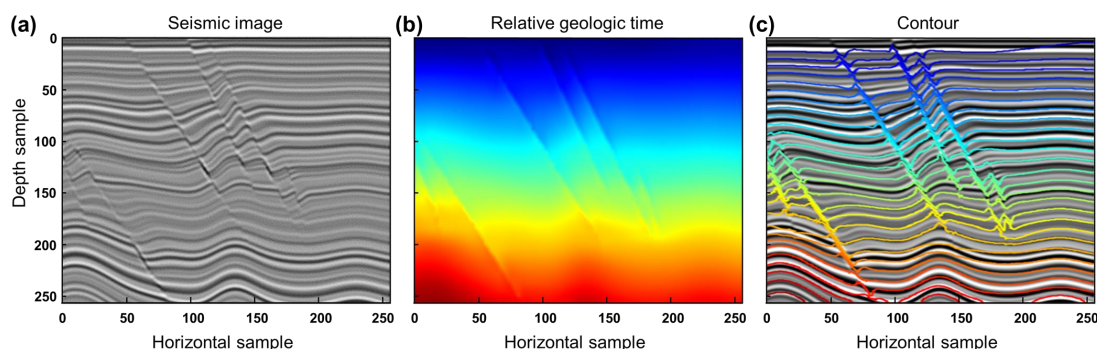 (a) Seismic image
(b) Relative geologic time
(c) Contour
Depth sample
0
50
100
150
200
250
0 50 100 150 200 250
0 50 100 150 200 250
0 50 100 150 200 250
Horizontal sample
Horizontal sample
Horizontal sample